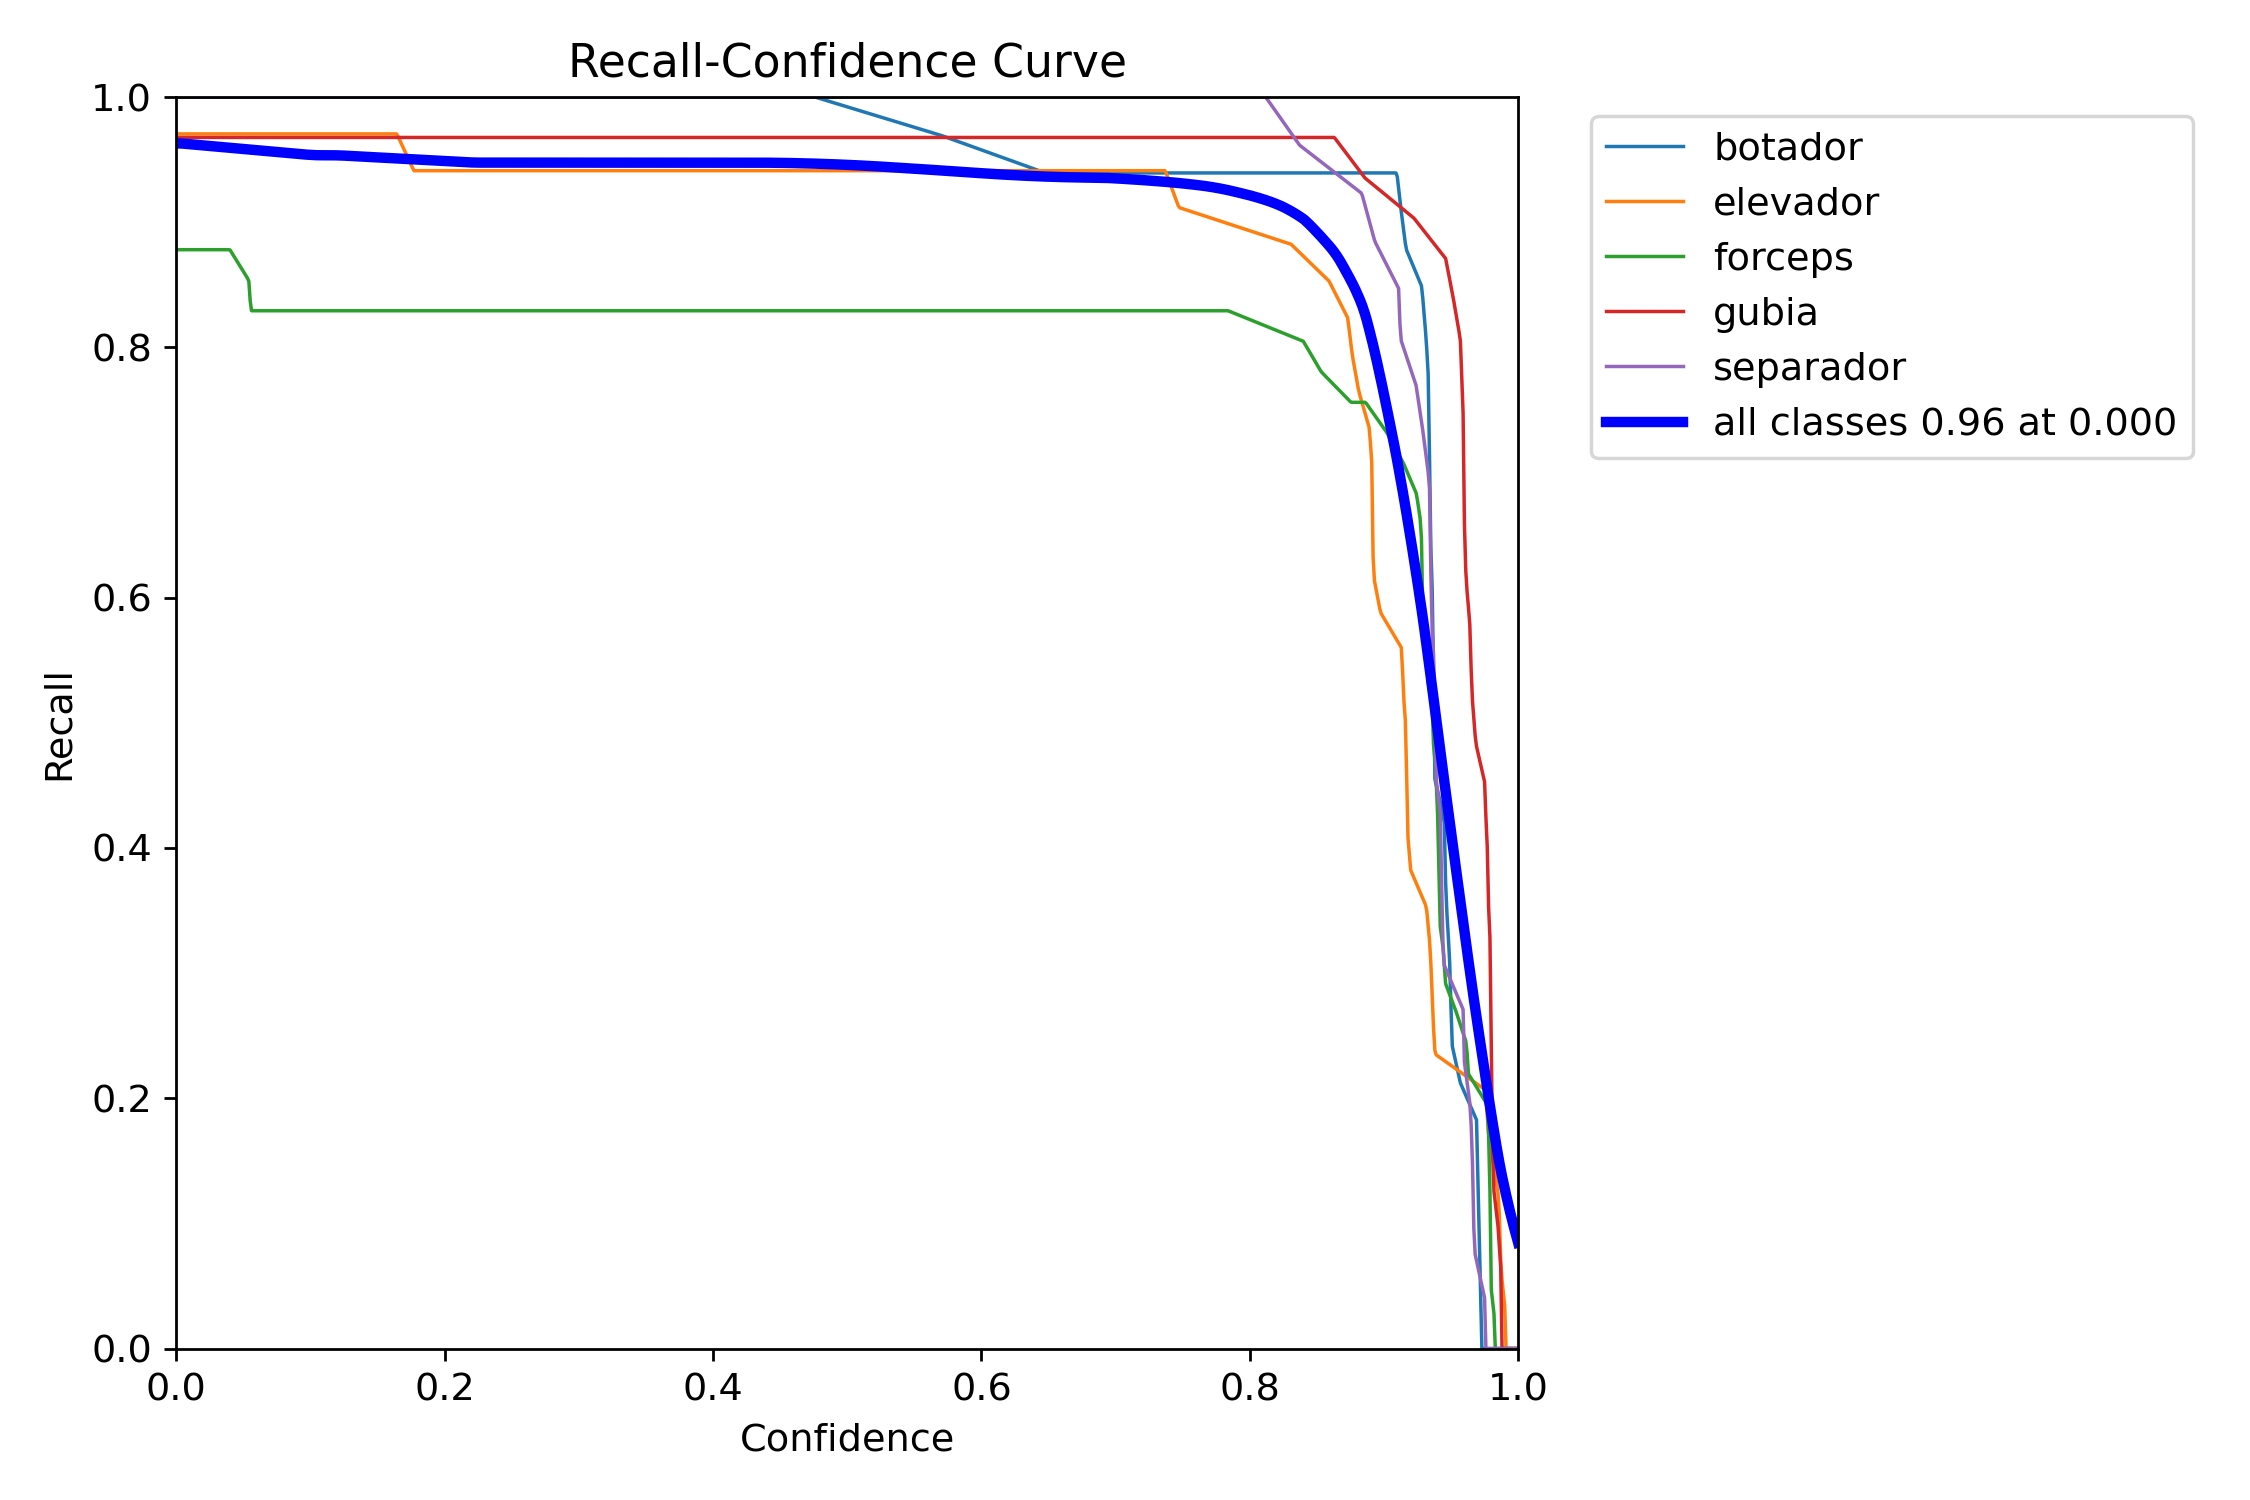 Recall-Confidence Curve
1.0
0.8
0.6
0.4
0.2
0.0
Recall
0.0 0.2 0.4 0.6 0.8 1.0
Confidence
botador
elevador
forceps
gubia
separador
all classes 0.96 at 0.000